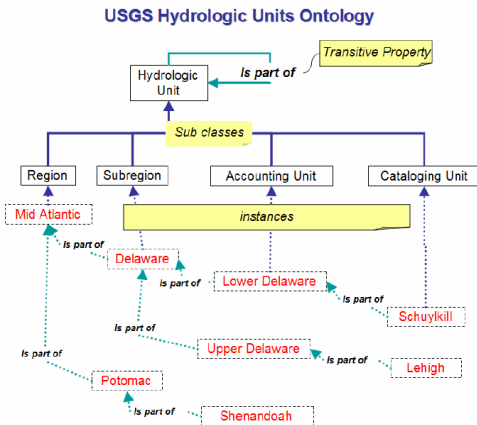 USGS Hydrologic Units Ontology
Transitive Property
Hydrologic
Unit
Is part of
Sub classes
Region
Subregion
Accounting Unit
Cataloging Unit
Mid Atlantic
instances
Is part of
Delaware
Is part of
Lower Delaware
Is part of
Schuylkill
Is part of
Is part of
Upper Delaware
Is part of
Lehigh
Potomac
Is part of
Shenandoah